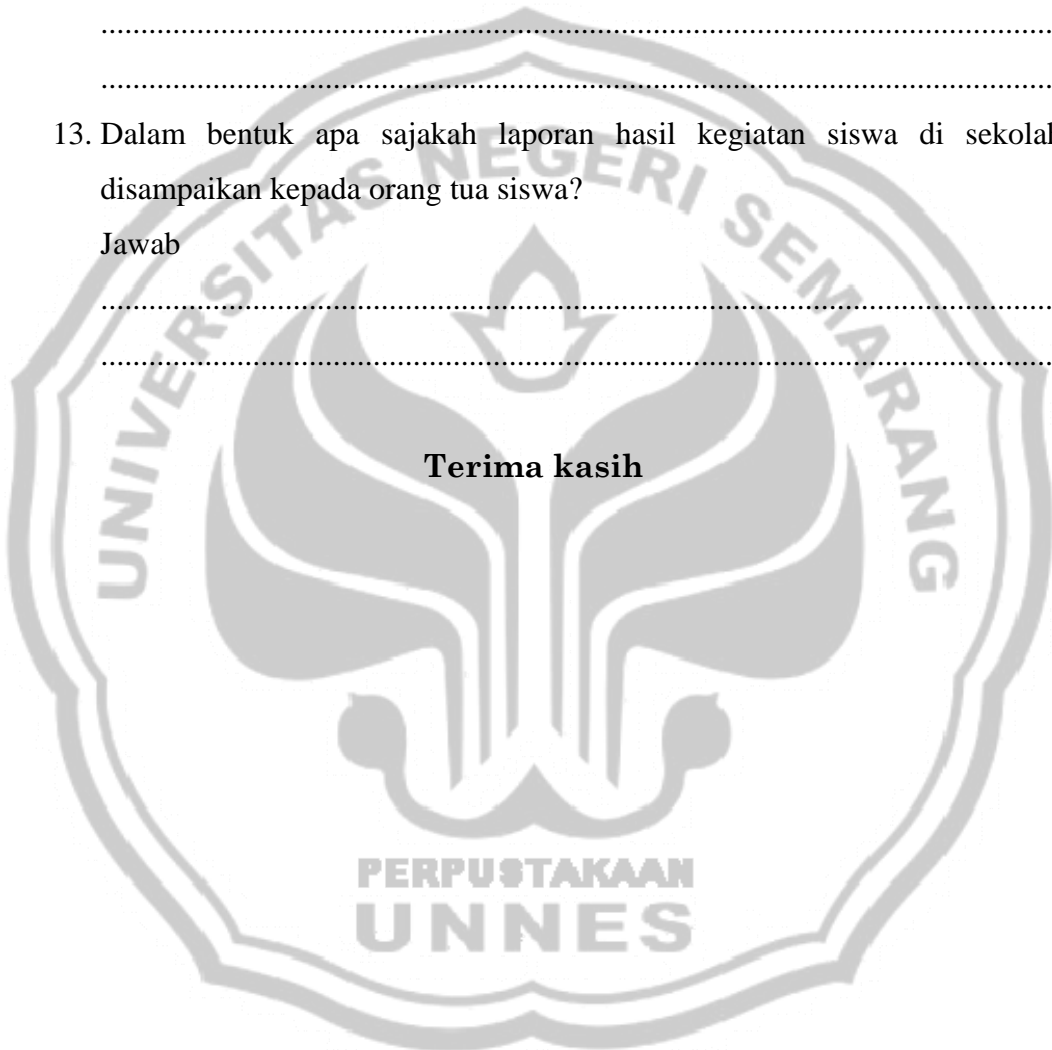 ................................................................................................................
................................................................................................................
13. Dalam bentuk apa sajakah laporan hasil kegiatan siswa di sekolah
disampaikan kepada orang tua siswa?
Jawab
................................................................................................................
................................................................................................................
Terima kasih
UNIVERSITAS NEGERI SEMARANG
PERPUSTAKAAN
UNNES